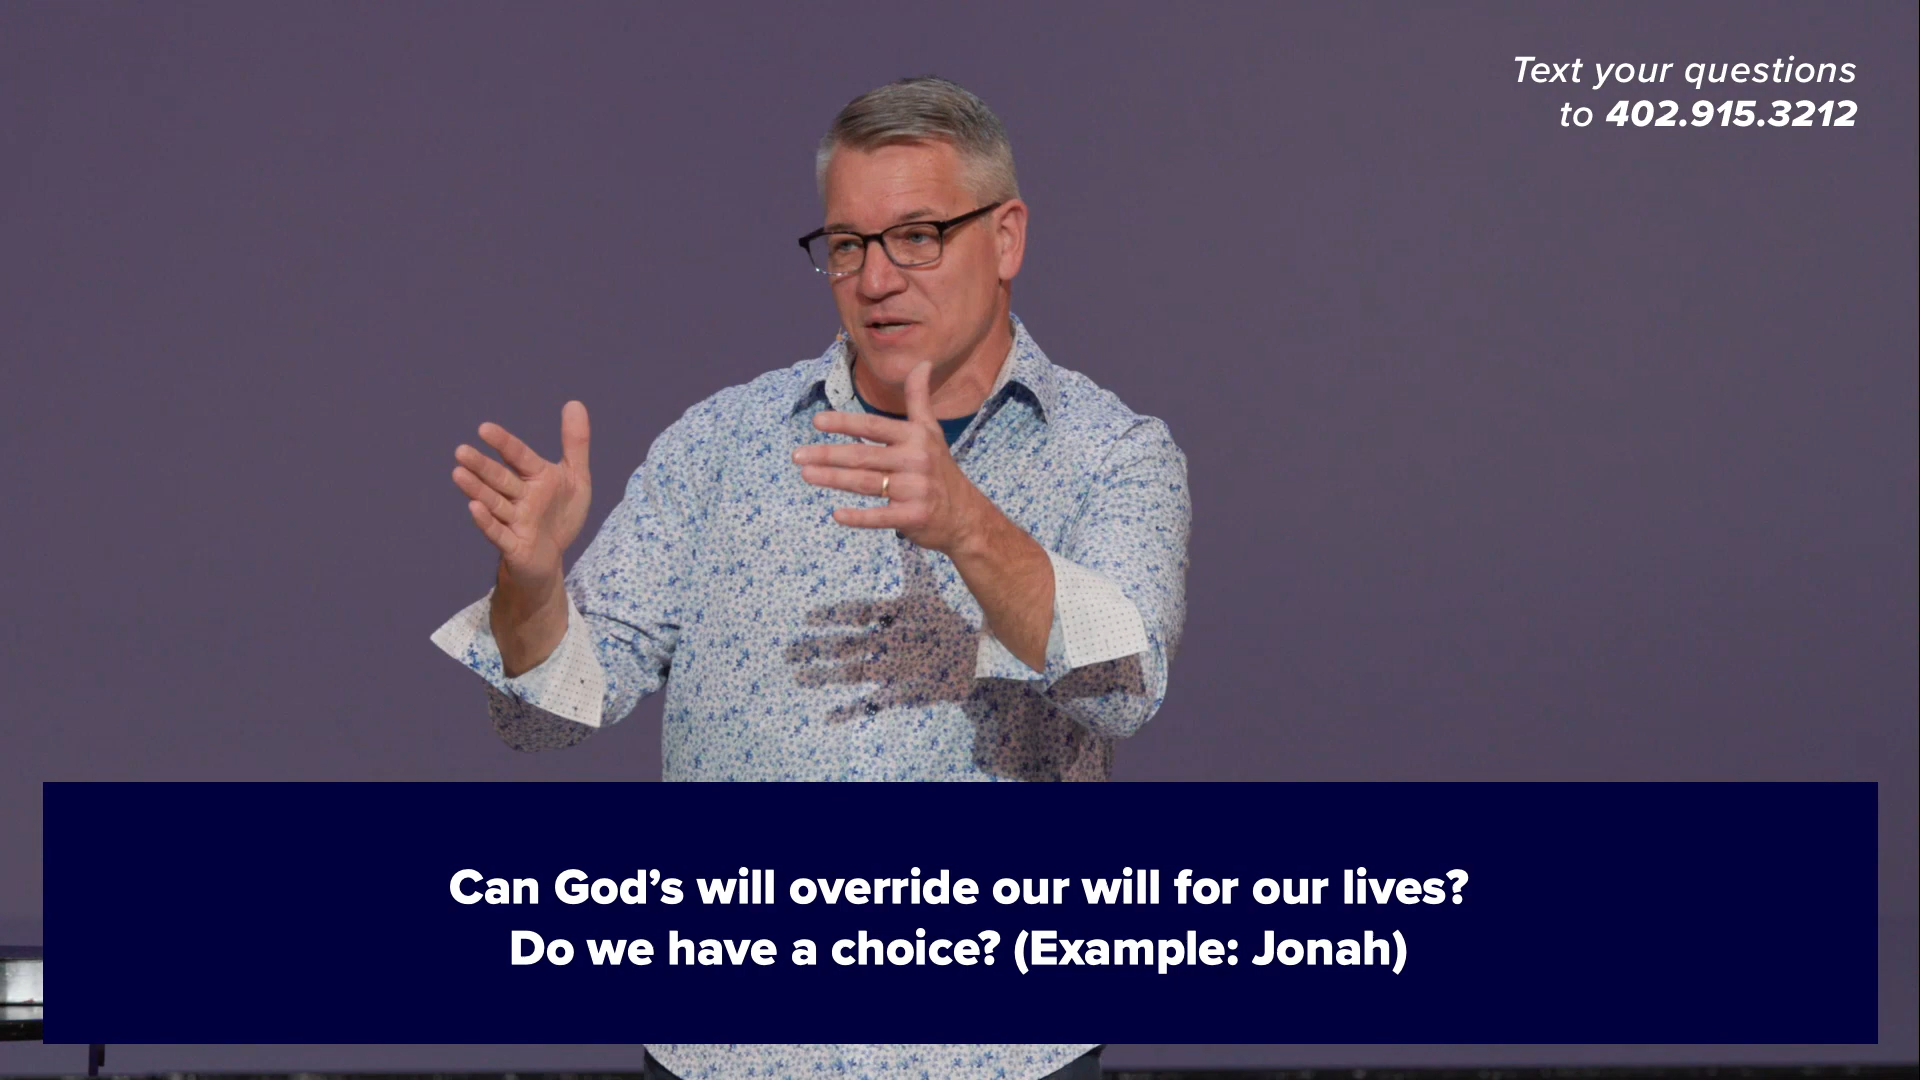 Text your questions
to 402.915.3212
Can God’s will override our will for our lives?
Do we have a choice? (Example: Jonah)